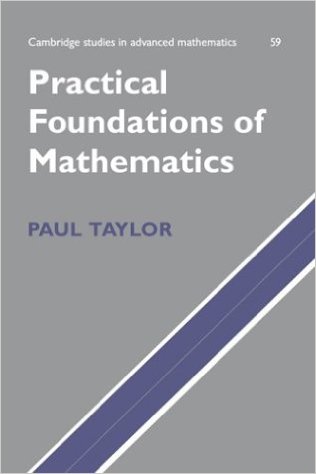 Cambridge studies in advanced mathematics 59
Practical
Foundations of
Mathematics
PAUL TAYLOR